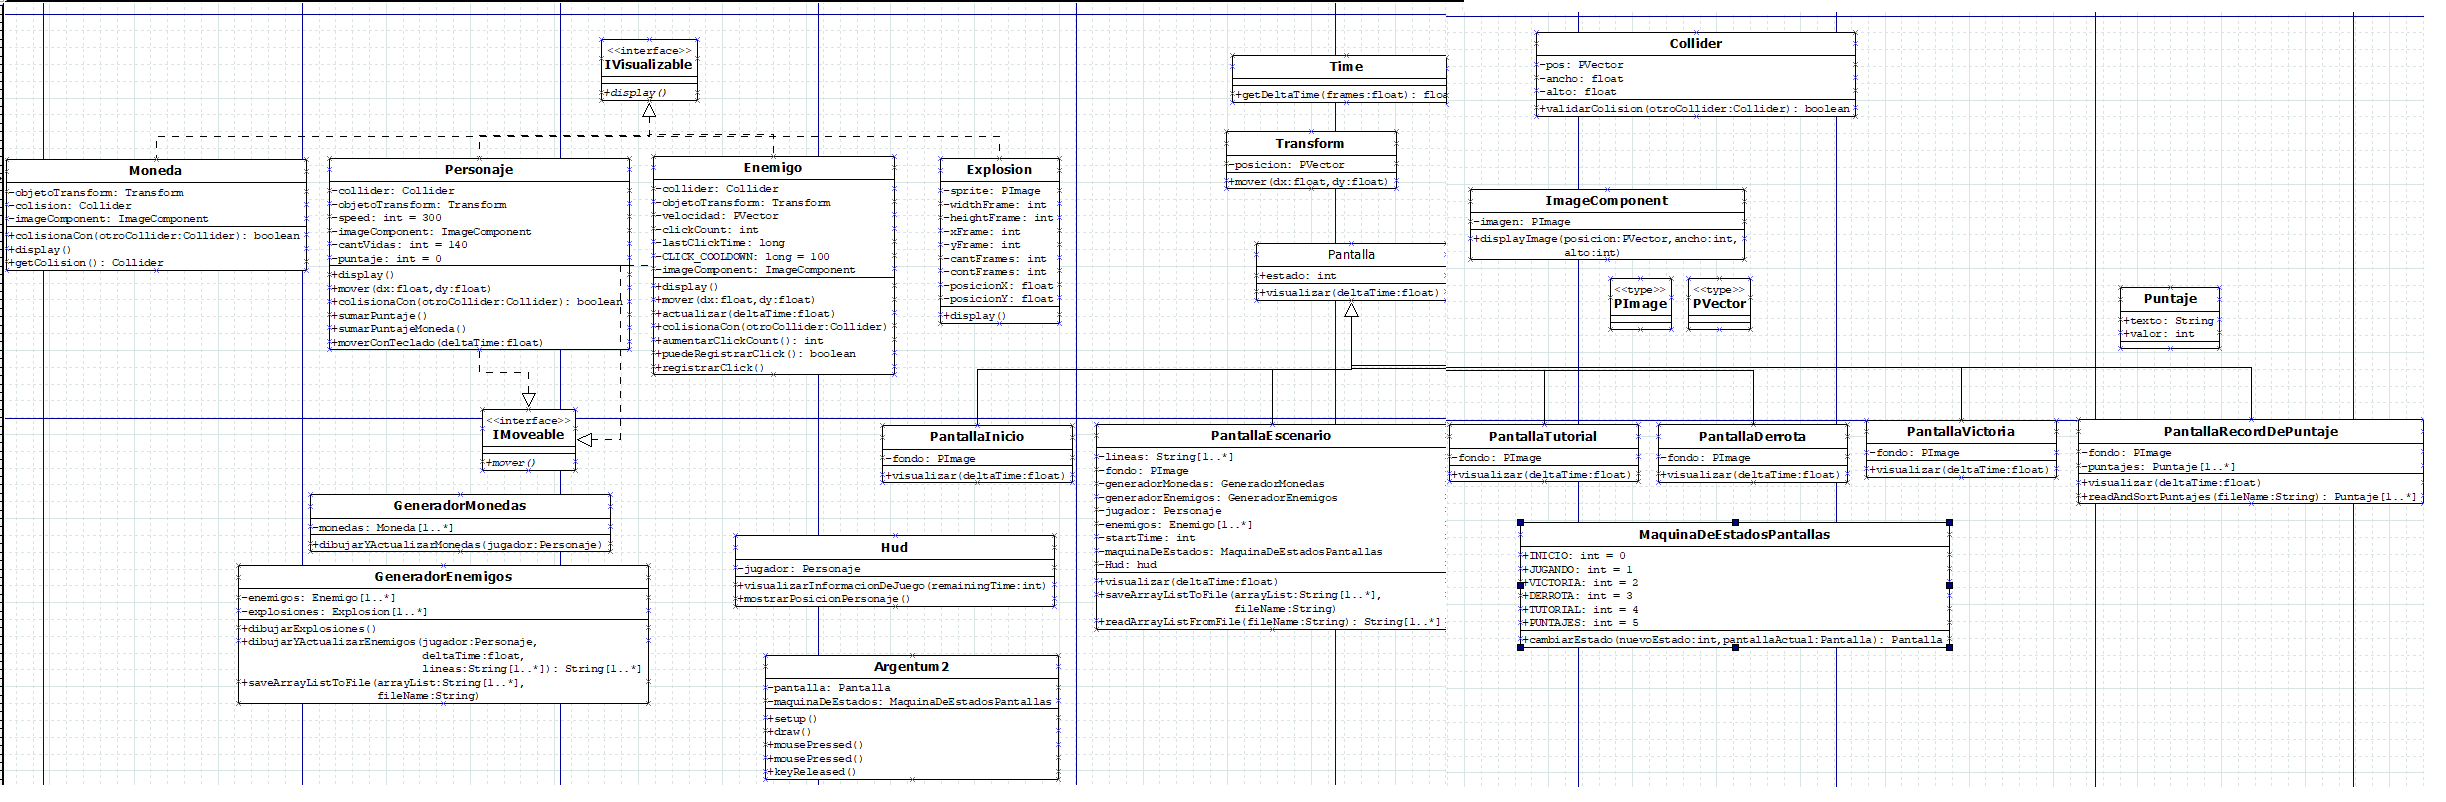 <<interface>>
IVisualizable
+display()
Time
+getDeltaTime(frames:float): floa
Collider
-pos: PVector
-ancho: float
-alto: float
+validarColision(otroCollider:Collider): boolean
Transform
-posicion: PVector
+mover(dx:float,dy:float)
Moneda
-objetoTransform: Transform
-colision: Collider
-imageComponent: ImageComponent
+colisionaCon(otroCollider:Collider): boolean
+display()
+getColision(): Collider
Personaje
-collider: Collider
-objetoTransform: Transform
-speed: int = 300
-imageComponent: ImageComponent
-cantVidas: int = 140
-puntaje: int = 0
+display()
+mover(dx:float,dy:float)
+colisionaCon(otroCollider:Collider): boolean
+sumarPuntaje()
+sumarPuntajeMoneda()
+moverConTeclado(deltaTime:float)
Enemigo
-collider: Collider
-objetoTransform: Transform
-velocidad: PVector
-clickCount: int
-lastClickTime: long
-CLICK_COOLDOWN: long = 100
-imageComponent: ImageComponent
+display()
+mover(dx:float,dy:float)
+actualizar(deltaTime:float)
+colisionaCon(otroCollider:Collider)
+aumentarClickCount(): int
+puedeRegistrarClick(): boolean
+registrarClick()
Explosion
-sprite: PImage
-widthFrame: int
-heightFrame: int
-xFrame: int
-yFrame: int
-cantFrames: int
-contFrames: int
-posicionX: float
-posicionY: float
+display()
ImageComponent
-imagen: PImage
+displayImage(posicion:PVector,ancho:int,
alto:int)
Pantalla
+estado: int
+visualizar(deltaTime:float)
<<type>>
PImage
<<type>>
PVector
Puntaje
+texto: String
+valor: int
<<interface>>
IMoveable
+mover()
PantallaInicio
-fondo: PImage
+visualizar(deltaTime:float)
PantallaEscenario
-lineas: String[1..*]
-fondo: PImage
-generadorMonedas: GeneradorMonedas
-generadorEnemigos: GeneradorEnemigos
-jugador: Personaje
-enemigos: Enemigo[1..*]
-startTime: int
-maquinaDeEstados: MaquinaDeEstadosPantallas
-Hud: hud
+visualizar(deltaTime:float)
+saveArrayListToFile(arrayList:String[1..*],
fileName:String)
+readArrayListFromFile(fileName:String): String[1..*]
PantallaTutorial
-fondo: PImage
+visualizar(deltaTime:float)
PantallaDerrota
-fondo: PImage
+visualizar(deltaTime:float)
PantallaVictoria
-fondo: PImage
+visualizar(deltaTime:float)
PantallaRecordDePuntaje
-fondo: PImage
-puntajes: Puntaje[1..*]
+visualizar(deltaTime:float)
+readAndSortPuntajes(fileName:String): Puntaje[1..*]
GeneradorMonedas
-monedas: Moneda[1..*]
+dibujarYActualizarMonedas(jugador:Personaje)
GeneradorEnemigos
-enemigos: Enemigo[1..*]
-explosiones: Explosion[1..*]
+dibujarExplosiones()
+dibujarYActualizarEnemigos(jugador:Personaje,
deltaTime:float,
lineas:String[1..*]): String[1..*]
+saveArrayListToFile(arrayList:String[1..*],
fileName:String)
Hud
-jugador: Personaje
+visualizarInformacionDeJuego(remainingTime:int)
+mostrarPosicionPersonaje()
MaquinaDeEstadosPantallas
+INICIO: int = 0
+JUGANDO: int = 1
+VICTORIA: int = 2
+DERROTA: int = 3
+TUTORIAL: int = 4
+PUNTAJES: int = 5
+cambiarEstado(nuevoEstado:int,pantallaActual:Pantalla): Pantalla
Argentum2
-pantalla: Pantalla
-maquinaDeEstados: MaquinaDeEstadosPantallas
+setup()
+draw()
+mousePressed()
+mousePressed()
+keyReleased()